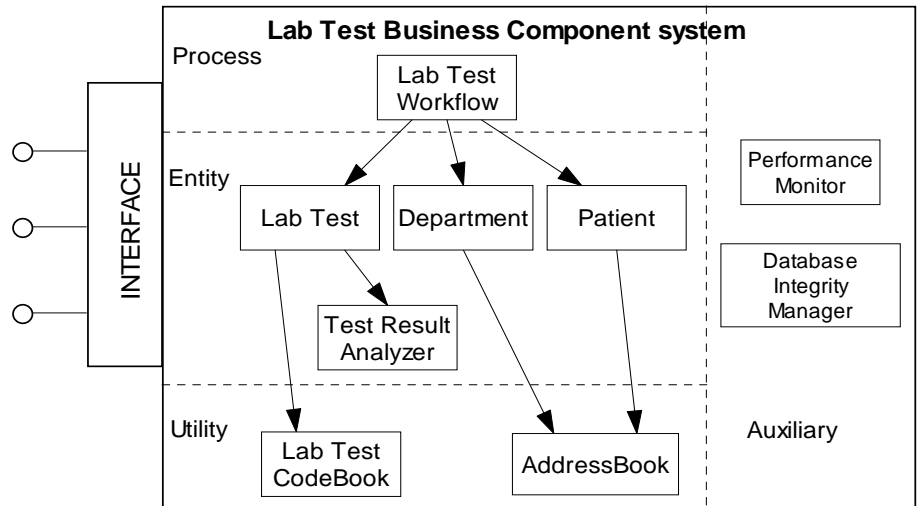 Lab Test Business Component system
Process
Lab Test
Workflow
INTERFACE
Entity
Lab Test
Department
Patient
Test Result
Analyzer
Performance
Monitor
Database
Integrity
Manager
Utility
Lab Test
CodeBook
AddressBook
Auxiliary